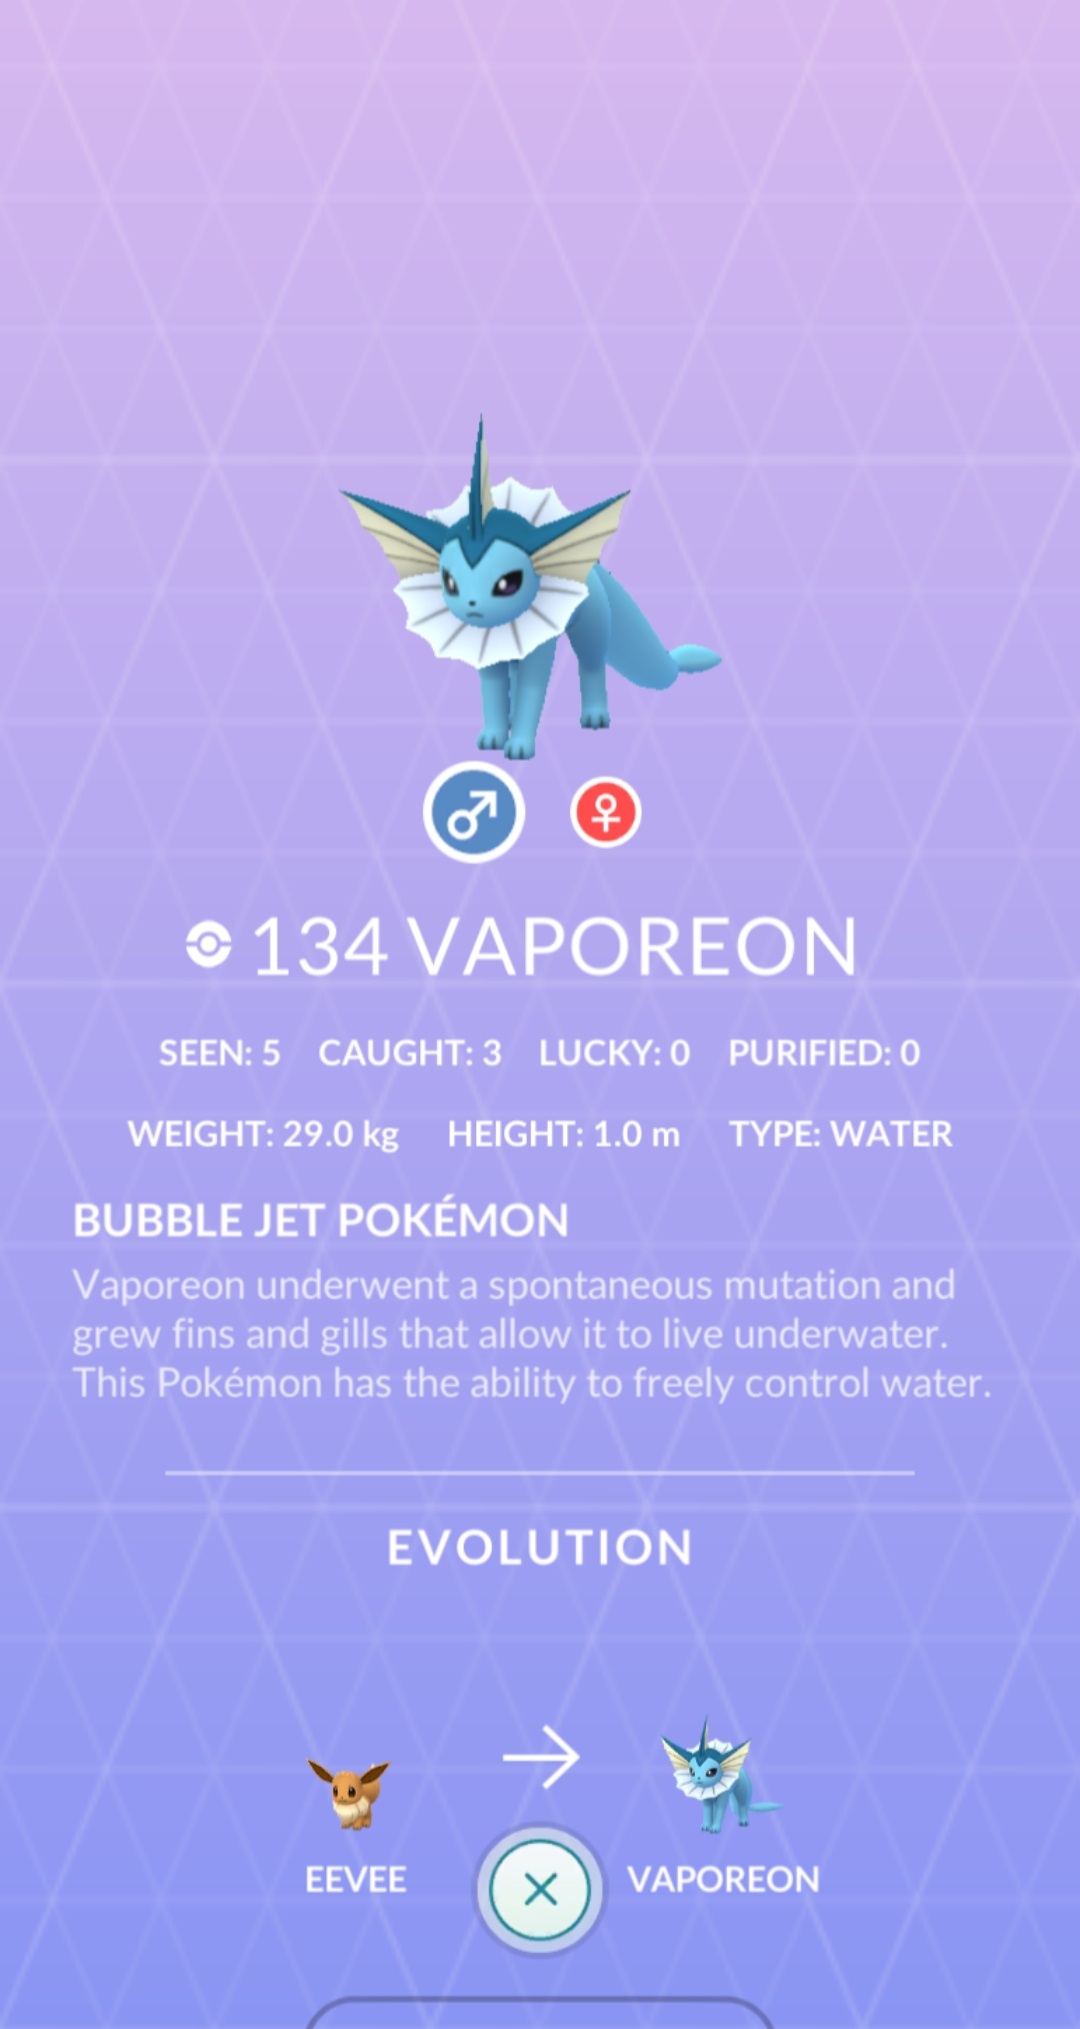 134 VAPOREON
SEEN: 5 CAUGHT: 3 LUCKY: 0 PURIFIED: 0
WEIGHT: 29.0 kg HEIGHT: 1.0 m TYPE: WATER
BUBBLE JET POKÉMON
Vaporeon underwent a spontaneous mutation and
grew fins and gills that allow it to live underwater.
This Pokémon has the ability to freely control water.
EVOLUTION
EEVEE VAPOREON